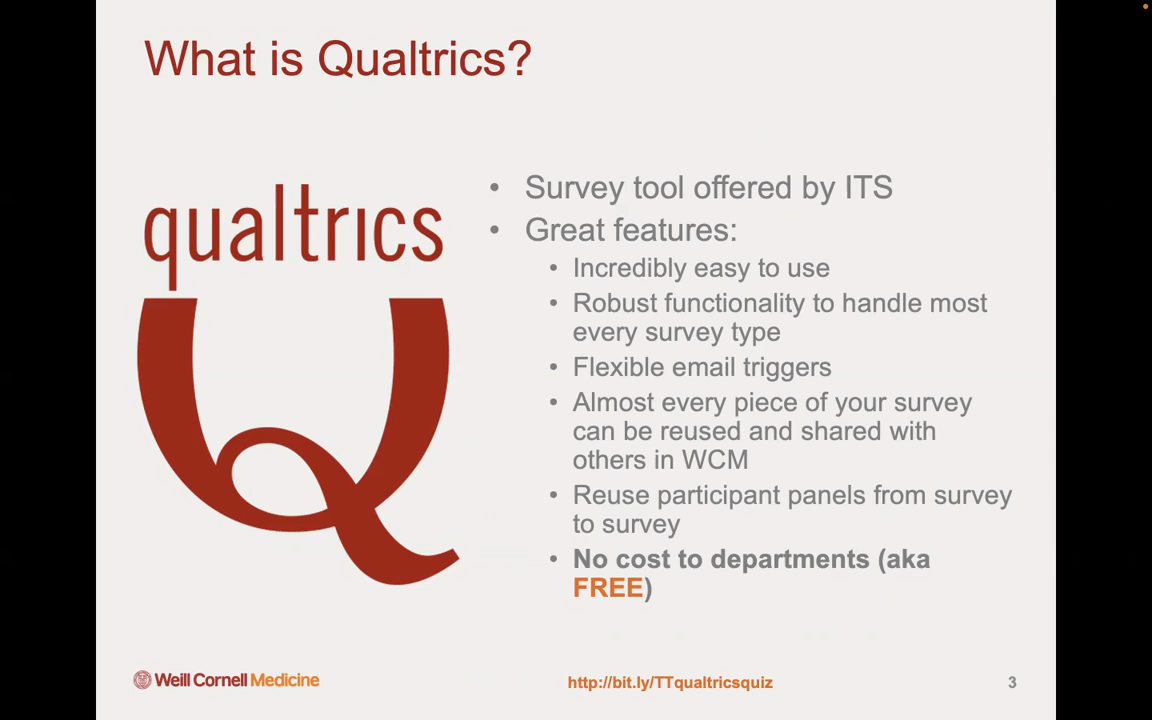 What is Qualtrics?
qualtrics
• Survey tool offered by ITS
• Great features:
• Incredibly easy to use
• Robust functionality to handle most
every survey type
• Flexible email triggers
• Almost every piece of your survey
can be reused and shared with
others in WCM
• Reuse participant panels from survey
to survey
• No cost to departments (aka
FREE)
Weill Cornell Medicine
http://bit.ly/TTqualtricsquiz
3